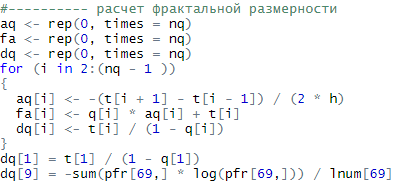 #---------- расчет фрактальной размерности
aq <- rep(0, times = nq)
fa <- rep(0, times = nq)
dq <- rep(0, times = nq)
for (i in 2:(nq - 1 ))
{
  aq[i] <- -(t[i + 1] - t[i - 1]) / (2 * h)
  fa[i] <- q[i] * aq[i] + t[i]
  dq[i] <- t[i] / (1 - q[i])
}
dq[1] = t[1] / (1 - q[1])
dq[9] = -sum(pfr[69,] * log(pfr[69,])) / lnum[69]